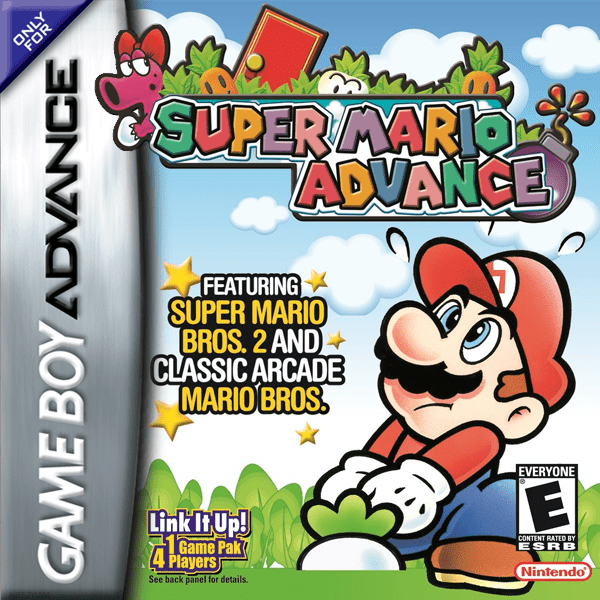 ONLY
FOR
GAME BOY ADVANCE
SUPER MARIO
ADVANCE
FEATURING
SUPER MARIO
BROS. 2 AND
CLASSIC ARCADE
MARIO BROS.
Link It Up!
1 Game Pak
4 Players
See back panel for details.
EVERYONE
E
CONTENT RATED BY
ESRB
Nintendo®